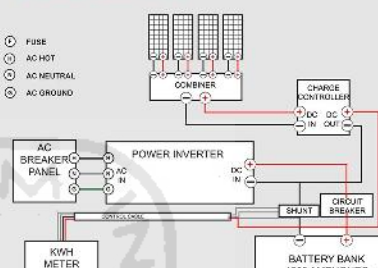 F FUSE
H AC HOT
N AC NEUTRAL
G AC GROUND
COMBINER
CHARGE
CONTROLLER
DC
IN
DC
OUT
AC
BREAKER
PANEL
POWER INVERTER
AC
IN
DC
IN
CONTROL CABLE
SHUNT
CIRCUIT
BREAKER
KWH
METER
BATTERY BANK